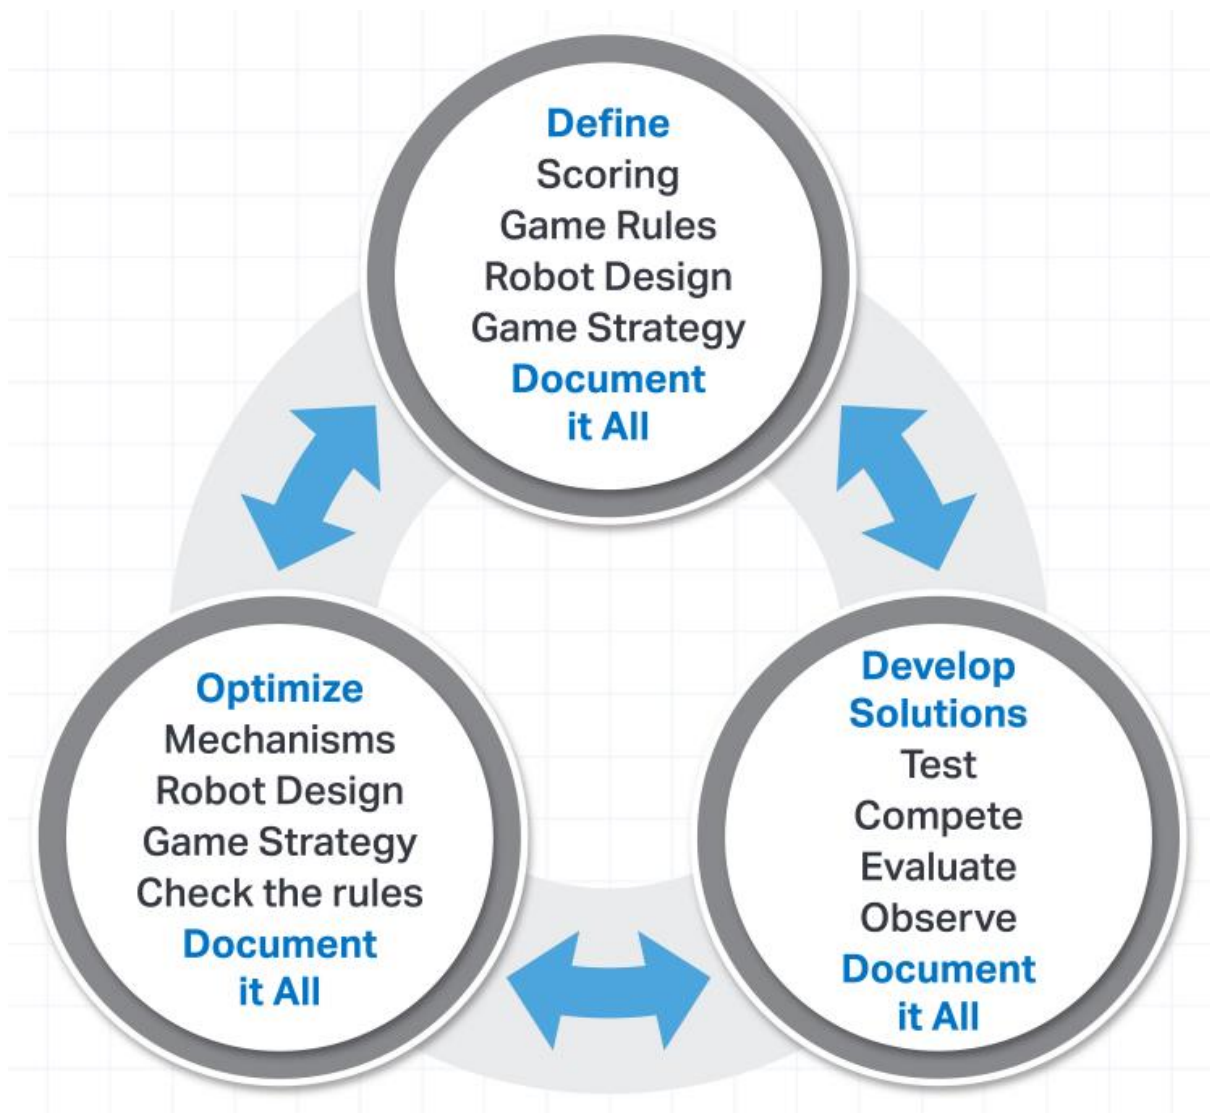 Define
Scoring
Game Rules
Robot Design
Game Strategy
Document
it All
Optimize
Mechanisms
Robot Design
Game Strategy
Check the rules
Document
it All
Develop
Solutions
Test
Compete
Evaluate
Observe
Document
it All